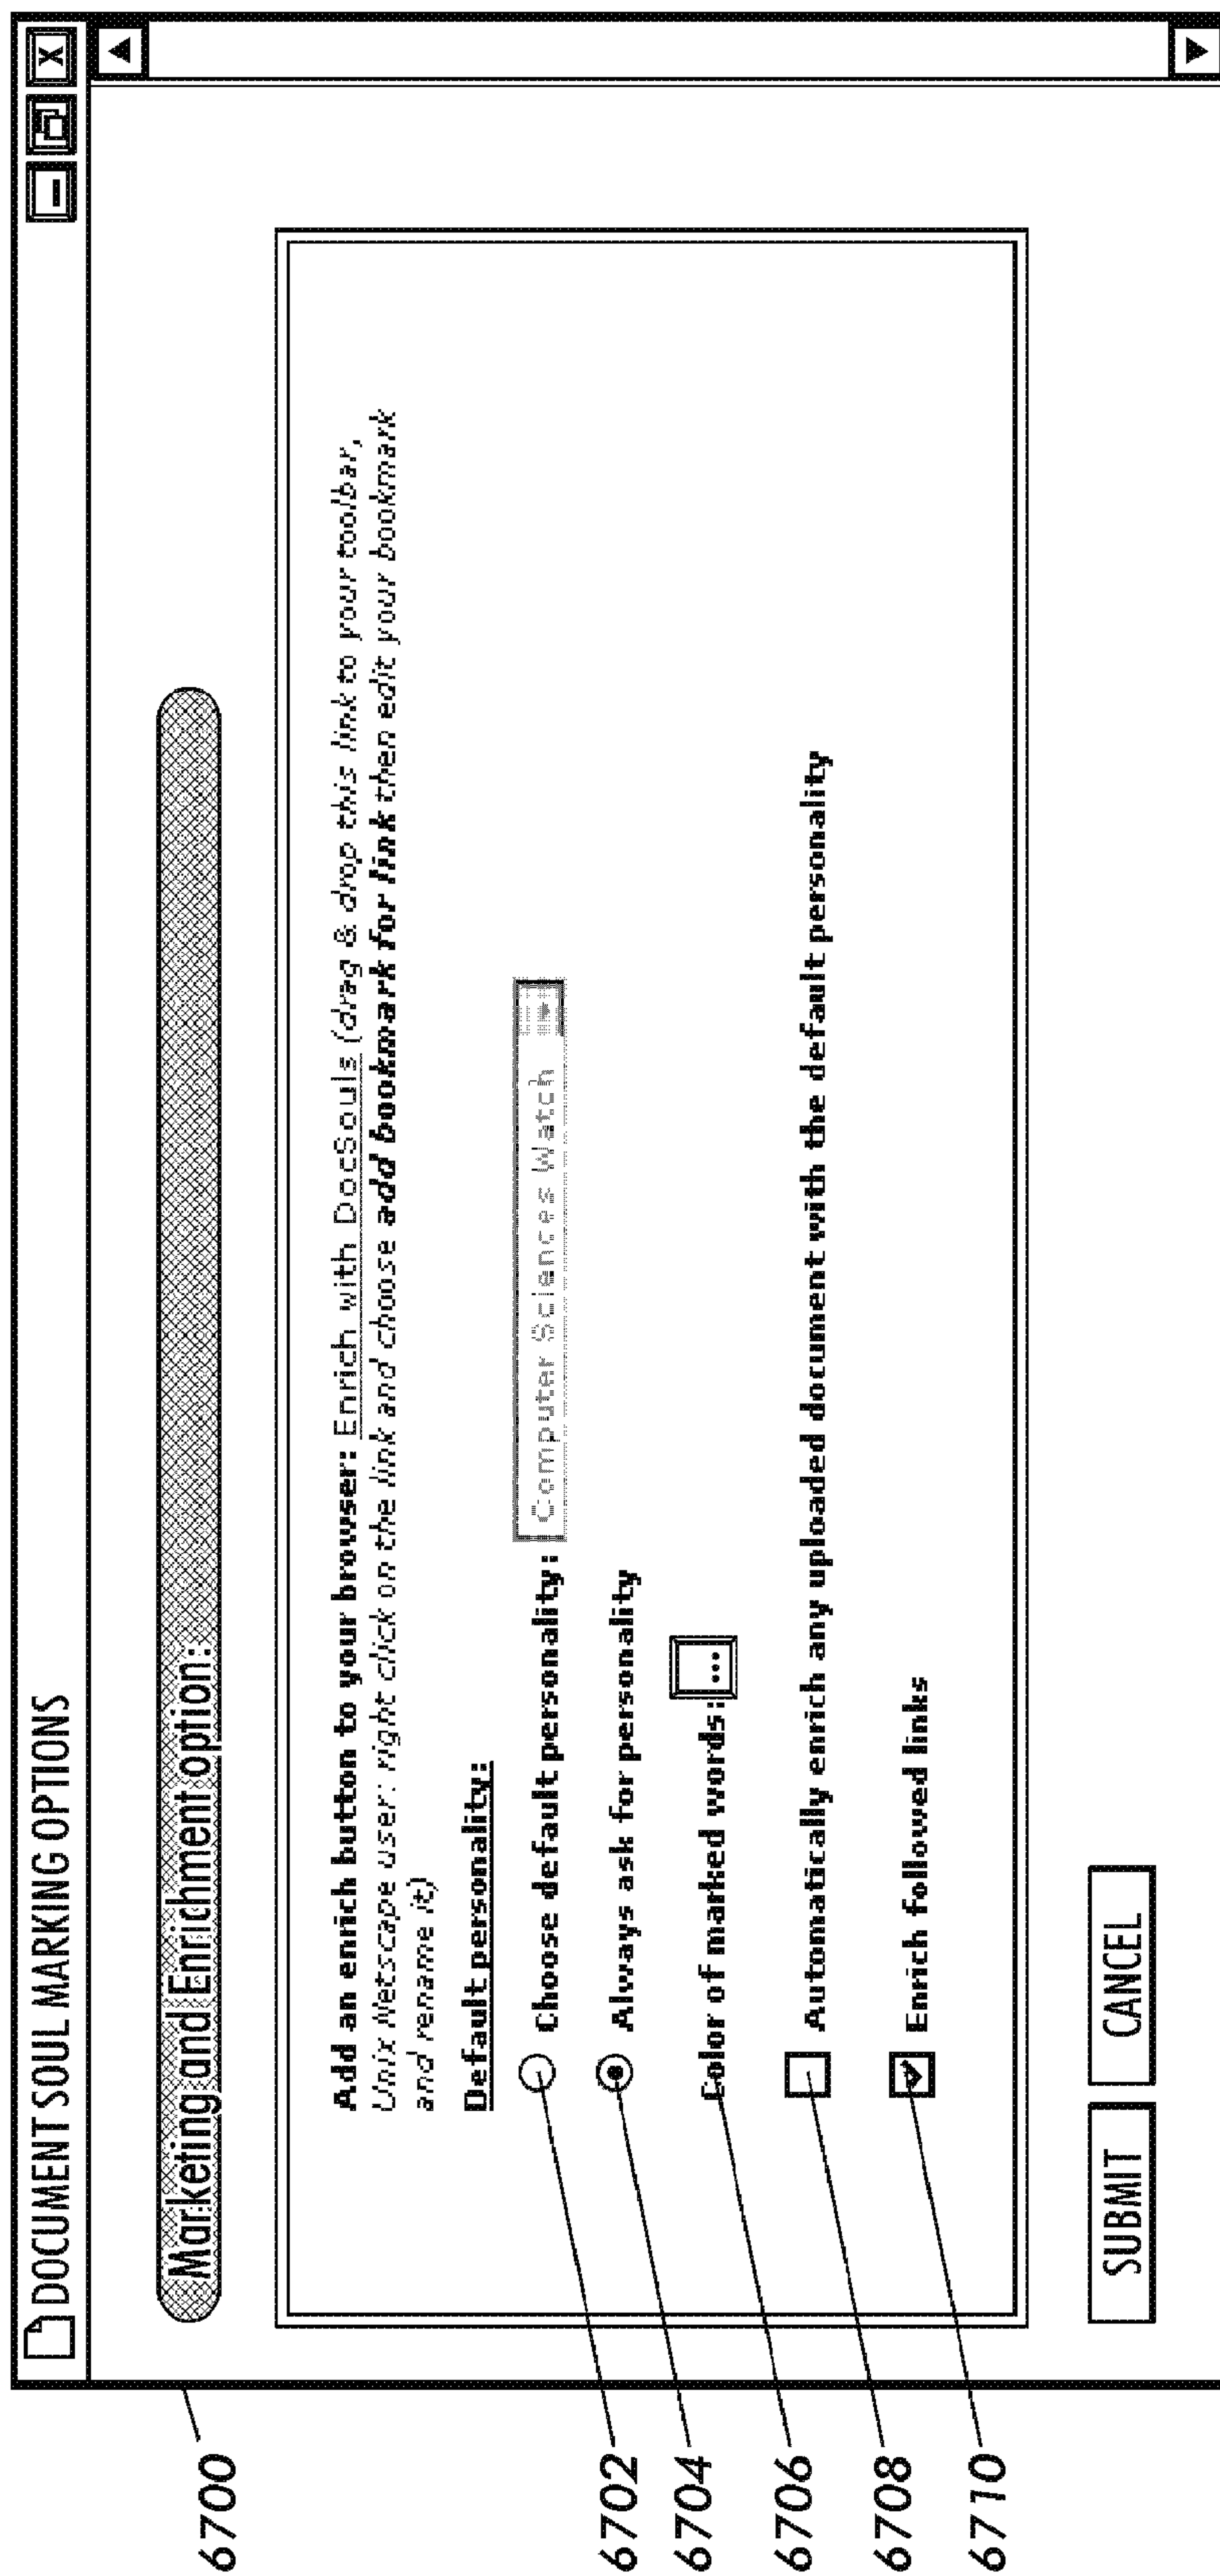 DOCUMENT SOUL MARKING OPTIONS
X
Marketing and Enrichment option:
Add an enrich button to your browser: Enrich with DocSouls (drag & drop this link to your toolbar,
Unix Netscape user: right click on the link and choose add bookmark for link then edit your bookmark
and rename it)
Default personality:
Choose default personality: Computer Sciences Watch
Always ask for personality
Color of marked words: ...
Automatically enrich any uploaded document with the default personality
Enrich followed links
SUBMIT CANCEL
6700
6702
6704
6706
6708
6710